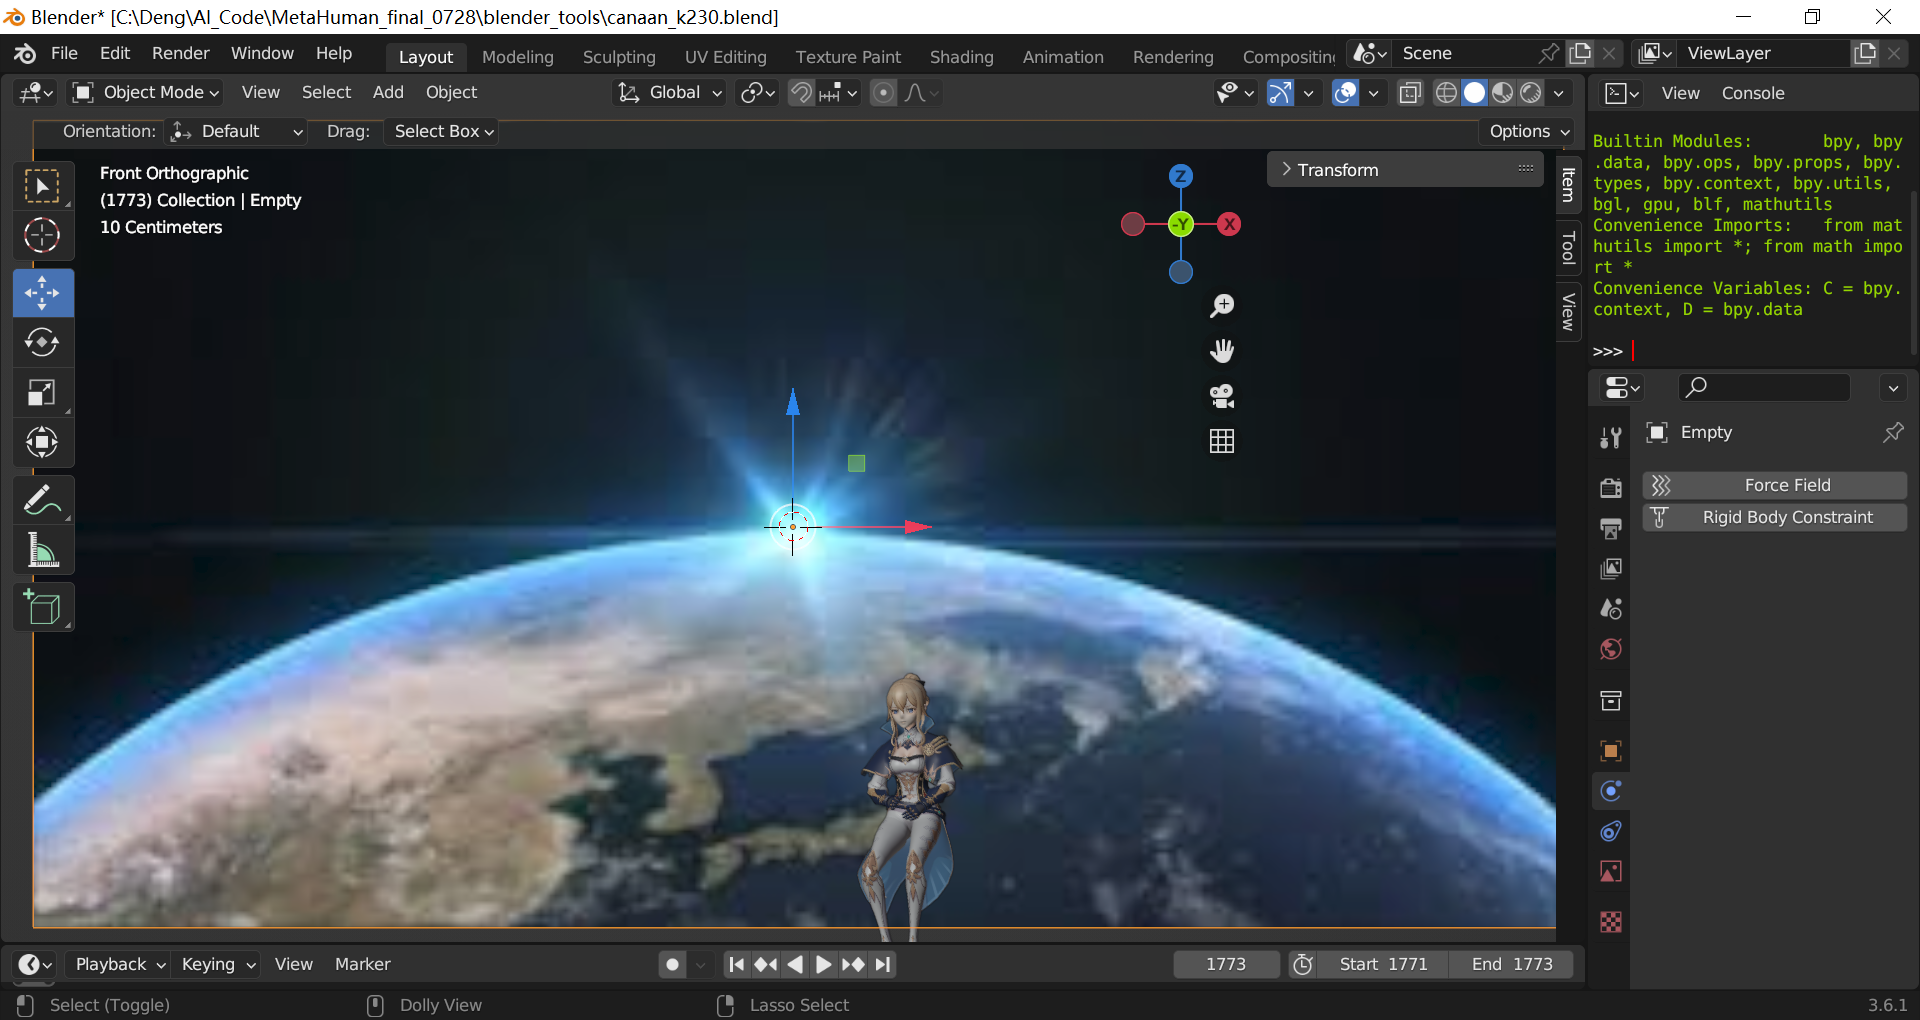 Blender* [C:\Deng\AI_Code\MetaHuman_final_0728\blender_tools\canaan_k230.blend]
File Edit Render Window Help Layout Modeling Sculpting UV Editing Texture Paint Shading Animation Rendering Compositing Scene ViewLayer
Object Mode View Select Add Object Global
View Console
Orientation: Default Drag: Select Box Options
Front Orthographic
(1773) Collection | Empty
10 Centimeters
Z
-Y
X
Transform
Item
Tool
View
Builtin Modules: bpy, bpy
.data, bpy.ops, bpy.props, bpy.
types, bpy.context, bpy.utils,
bgl, gpu, blf, mathutils
Convenience Imports: from mat
hutils import *; from math impo
rt *
Convenience Variables: C = bpy.
context, D = bpy.data
>>>
Empty
Force Field
Rigid Body Constraint
Playback Keying View Marker 1773 Start 1771 End 1773
Select (Toggle) Dolly View Lasso Select 3.6.1